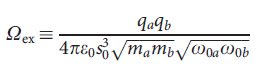 Ω_ex ≡ q_a q_b / (4πε_0 s_0^3 √(m_a m_b) √(ω_0a ω_0b))